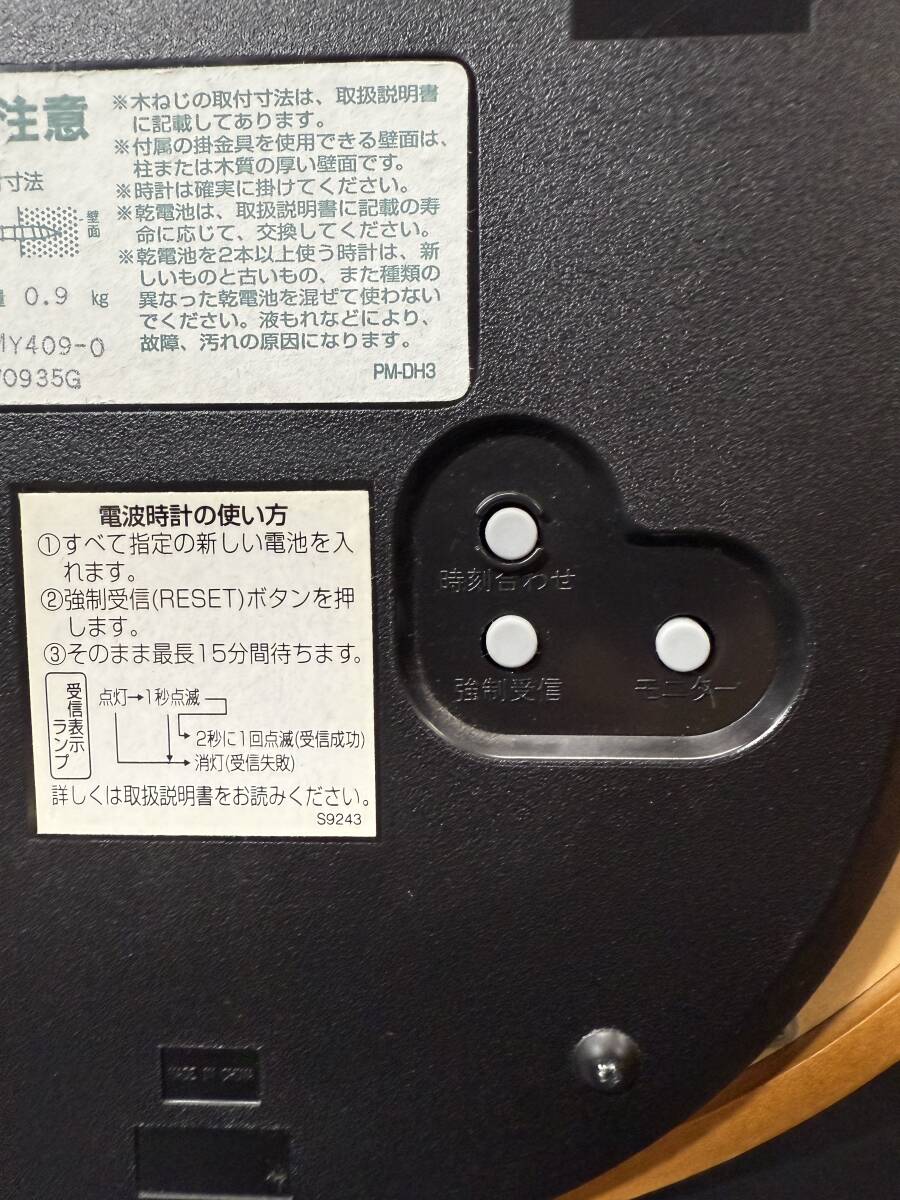 注意
寸法
壁面
0.9 kg
MY409-0
0935G
※木ねじの取付寸法は、取扱説明書
に記載してあります。
※付属の掛金具を使用できる壁面は、
柱または木質の厚い壁面です。
※時計は確実に掛けてください。
※乾電池は、取扱説明書に記載の寿
命に応じて、交換してください。
※乾電池を2本以上使う時計は、新
しいものと古いもの、また種類の
異なった乾電池を混ぜて使わない
でください。液もれなどにより、
故障、汚れの原因になります。
PM-DH3
電波時計の使い方
①すべて指定の新しい電池を入
れます。
②強制受信(RESET)ボタンを押
します。
③そのまま最長15分間待ちます。
受信表示
ランプ
点灯→1秒点滅
2秒に1回点滅(受信成功)
消灯(受信失敗)
詳しくは取扱説明書をお読みください。
S9243
時刻合わせ
強制受信
モニター
MADE IN CHINA